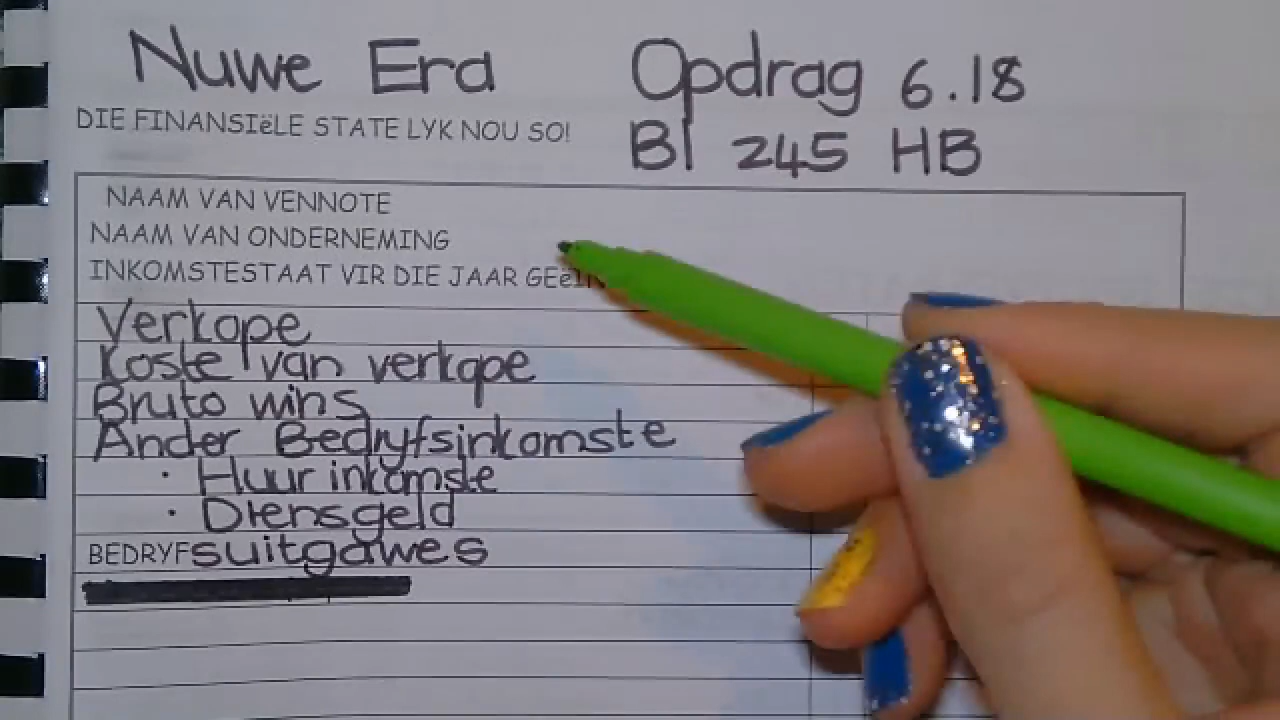 Nuwe Era Opdrag 6.18
DIE FINANSIëLE STATE LYK NOU SO!
Bl 245 HB
NAAM VAN VENNOTE
NAAM VAN ONDERNEMING
INKOMSTESTAAT VIR DIE JAAR
Verkope
Koste van verkope
Bruto wins
Ander Bedryfsinkomste
· Huur inkomste
· Diensgeld
BEDRYFsuitgawes